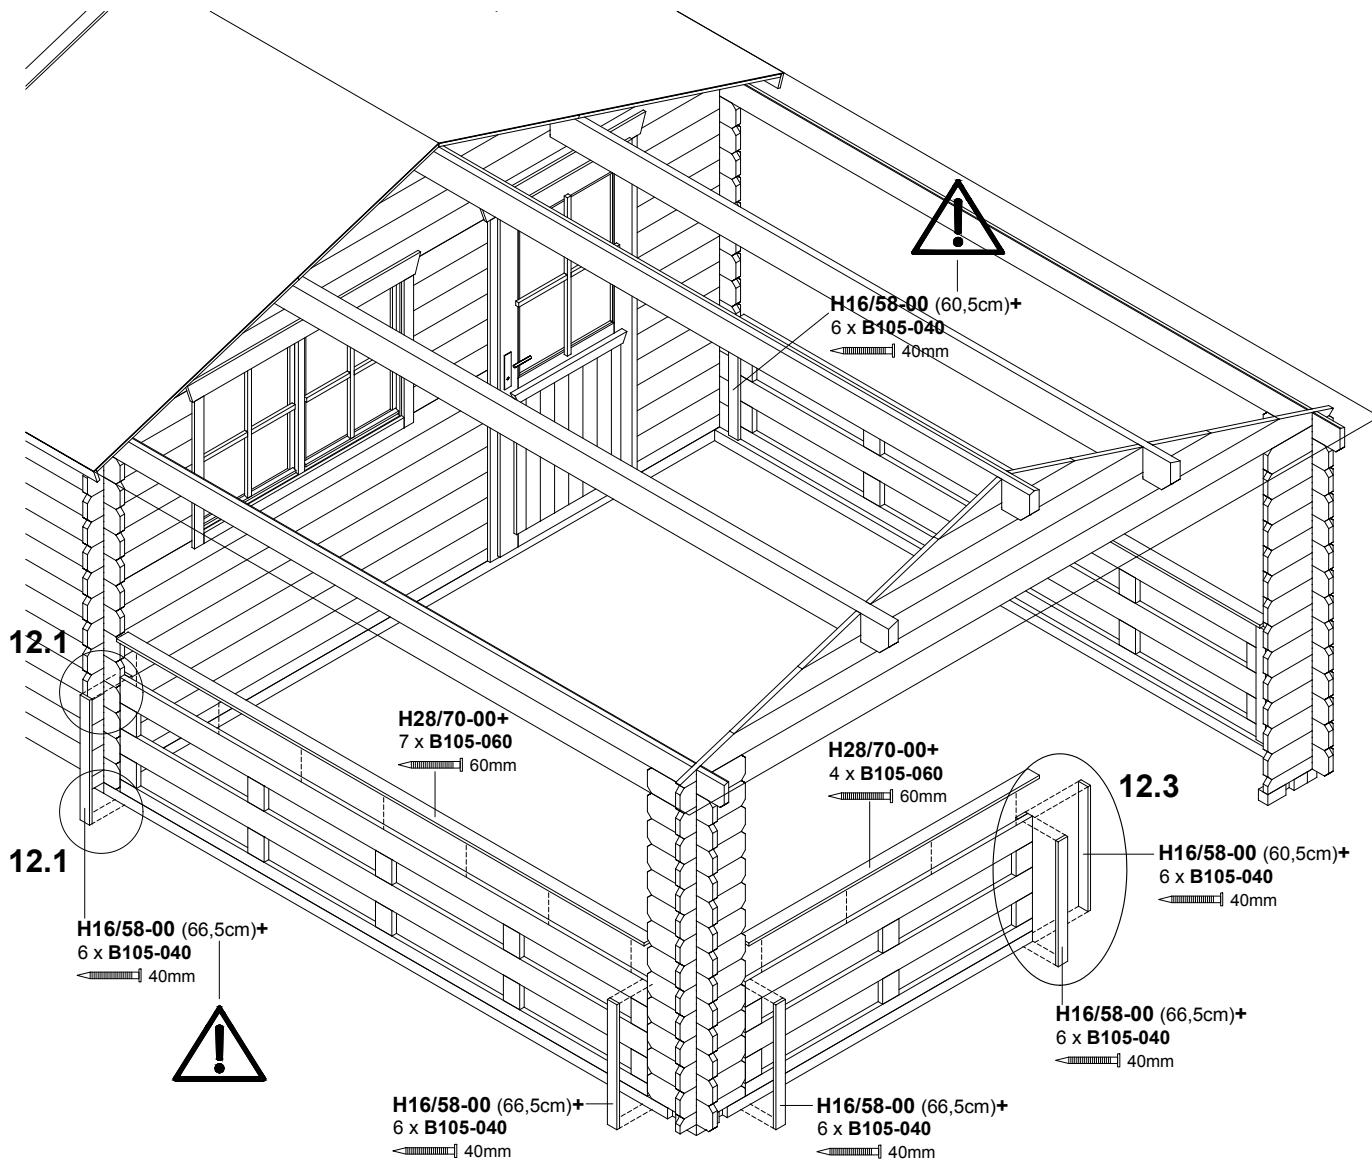 H16/58-00 (60,5cm)+
6 x B105-040
40mm
12.1
H28/70-00+
7 x B105-060
60mm
H28/70-00+
4 x B105-060
60mm
12.3
12.1
H16/58-00 (60,5cm)+
6 x B105-040
40mm
H16/58-00 (66,5cm)+
6 x B105-040
40mm
H16/58-00 (66,5cm)+
6 x B105-040
40mm
H16/58-00 (66,5cm)+
6 x B105-040
40mm
H16/58-00 (66,5cm)+
6 x B105-040
40mm